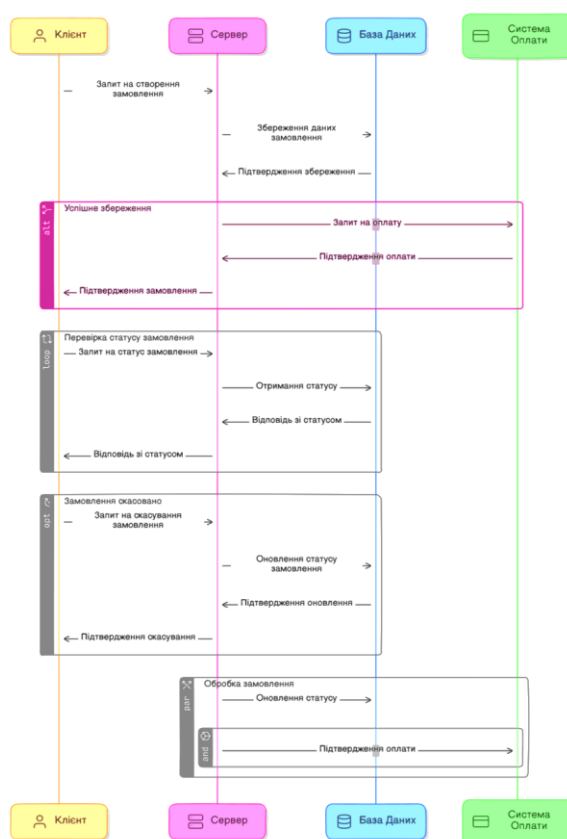 Клієнт
Сервер
База Даних
Система
Оплати
Запит на створення
замовлення
Збереження даних
замовлення
Підтвердження збереження
alt
Успішне збереження
Запит на оплату
Підтвердження оплати
Підтвердження замовлення
loop
Перевірка статусу замовлення
Запит на статус замовлення
Отримання статусу
Відповідь зі статусом
Відповідь зі статусом
opt
Замовлення скасовано
Запит на скасування
замовлення
Оновлення статусу
замовлення
Підтвердження оновлення
Підтвердження скасування
par
Обробка замовлення
Оновлення статусу
and
Підтвердження оплати
Клієнт
Сервер
База Даних
Система
Оплати